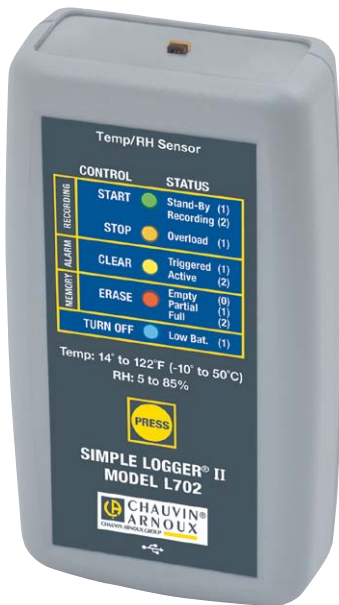 Temp/RH Sensor
CONTROL STATUS
RECORDING
START Stand-By (1)
Recording (2)
STOP Overload (1)
ALARM
CLEAR Triggered (1)
Active (2)
MEMORY
ERASE Empty (0)
Partial (1)
Full (2)
TURN OFF Low Bat. (1)
Temp: 14° to 122°F (-10° to 50°C)
RH: 5 to 85%
PRESS
SIMPLE LOGGER® II
MODEL L702
CHAUVIN®
ARNOUX
CHAUVIN ARNOUX GROUP